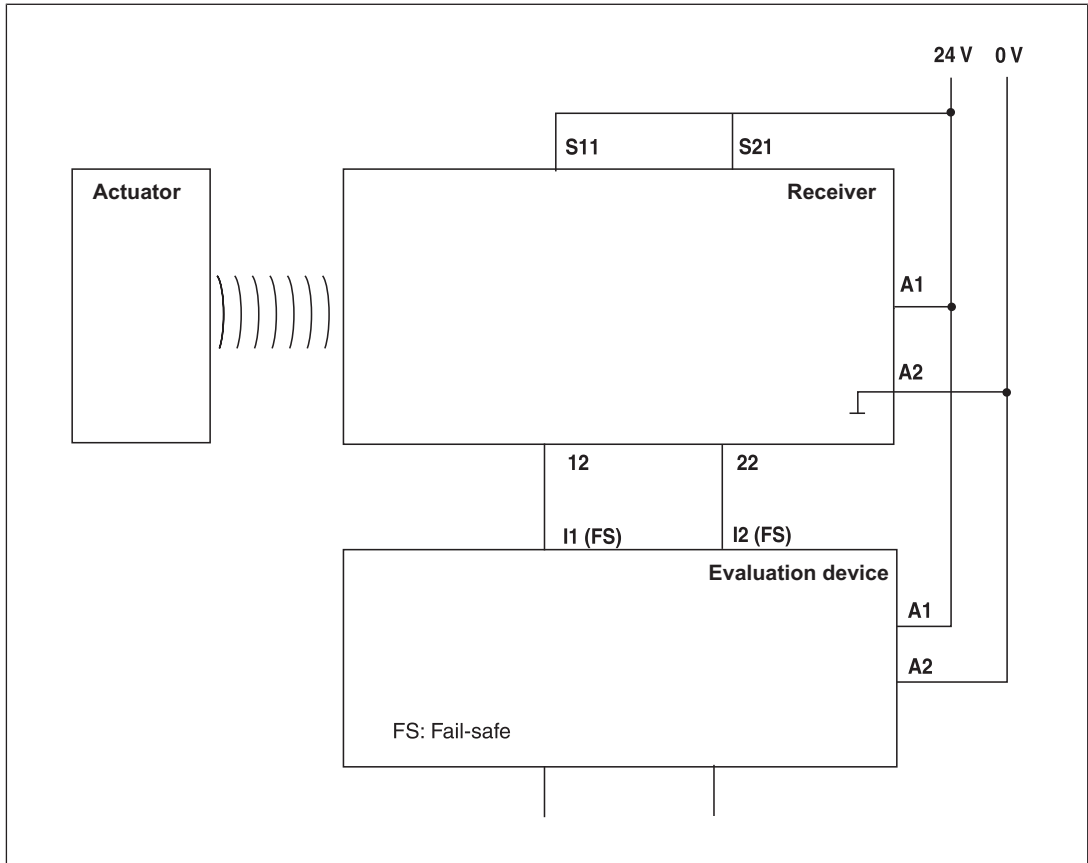 24 V 0 V
S11 S21
Actuator
Receiver
A1
A2
12 22
I1 (FS) I2 (FS)
Evaluation device
A1
A2
FS: Fail-safe